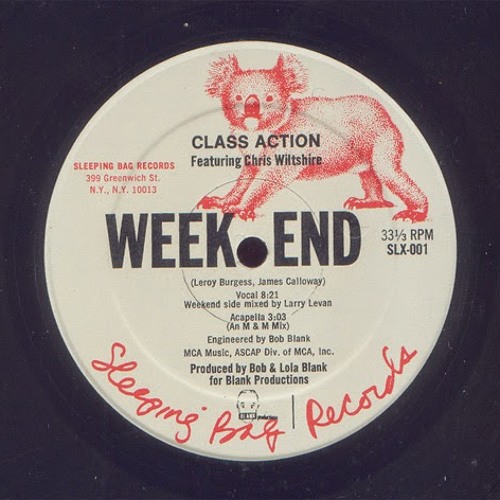 CLASS ACTION
Featuring Chris Wiltshire
SLEEPING BAG RECORDS
399 Greenwich St.
N.Y., N.Y. 10013
WEEK END
33⅓ RPM
SLX-001
(Leroy Burgess, James Calloway)
Vocal 8:21
Weekend side mixed by Larry Levan
Acapella 3:03
(An M & M Mix)
Engineered by Bob Blank
MCA Music, ASCAP Div. of MCA, Inc.
Produced by Bob & Lola Blank
for Blank Productions
BLANK Productions
Sleeping Bag Records